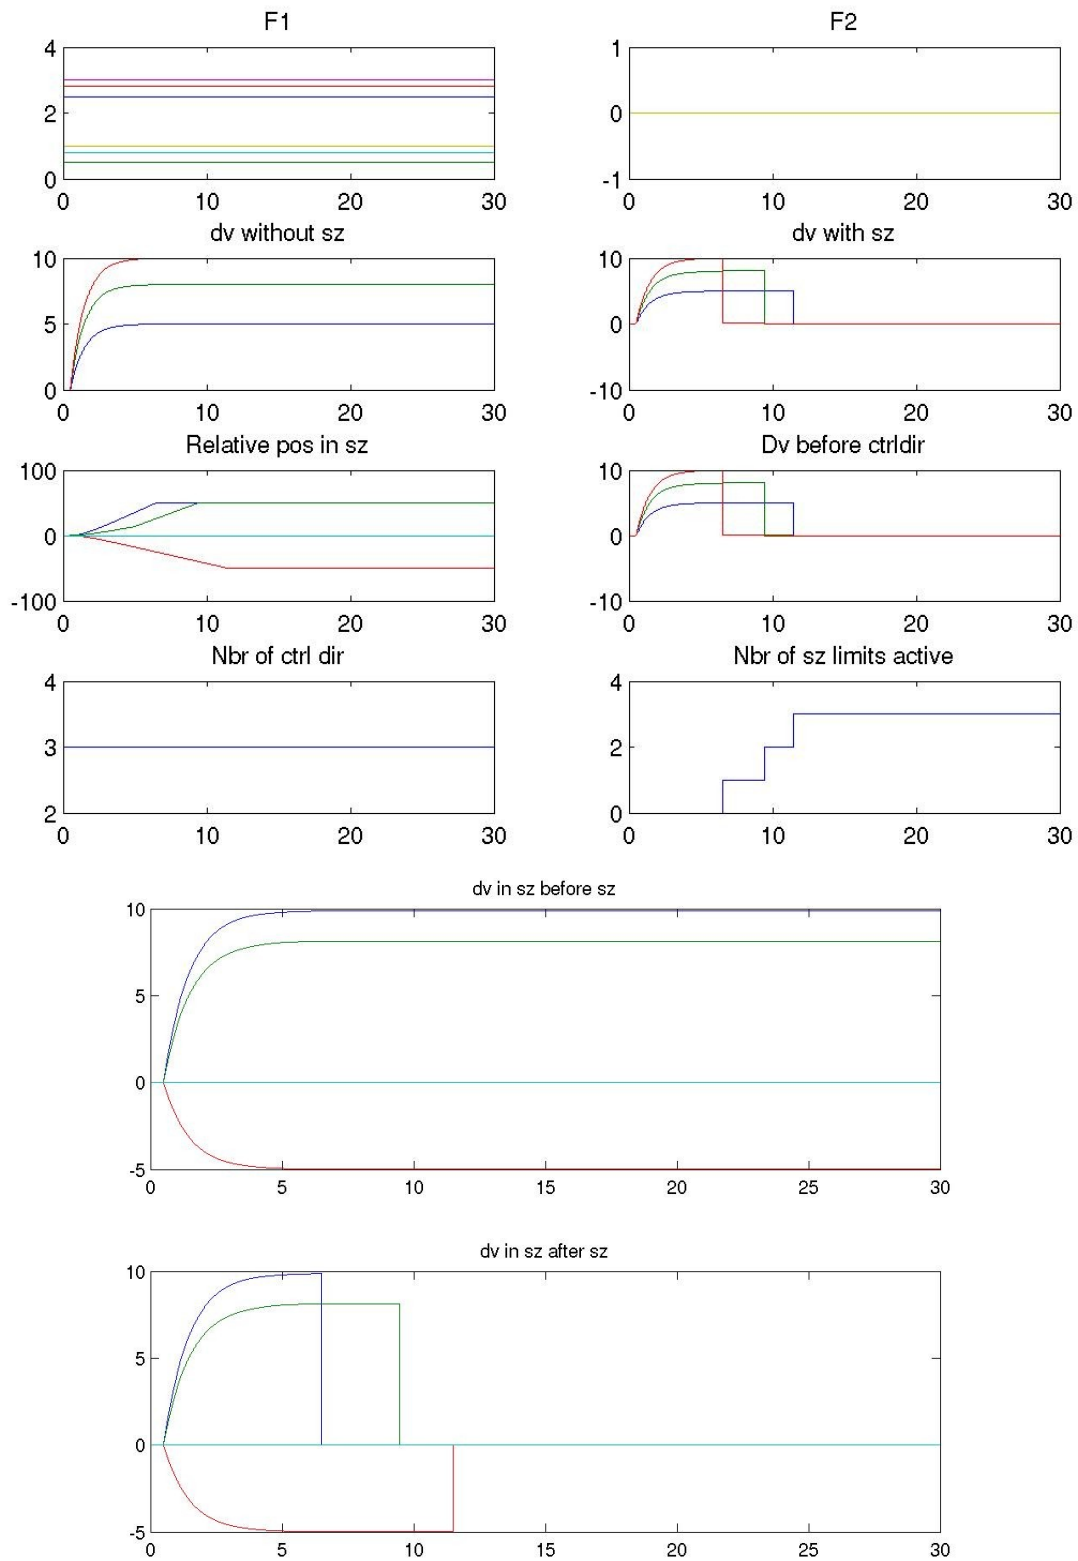 F1 F2
4 1
2 0
0 -1
0 10 20 30 0 10 20 30
dv without sz dv with sz
10 10
5 0
0 -10
0 10 20 30 0 10 20 30
Relative pos in sz Dv before ctrldir
100 10
0 0
-100 -10
0 10 20 30 0 10 20 30
Nbr of ctrl dir Nbr of sz limits active
4 4
3 2
2 0
0 10 20 30 0 10 20 30
dv in sz before sz
10
5
0
-5
0 5 10 15 20 25 30
dv in sz after sz
10
5
0
-5
0 5 10 15 20 25 30